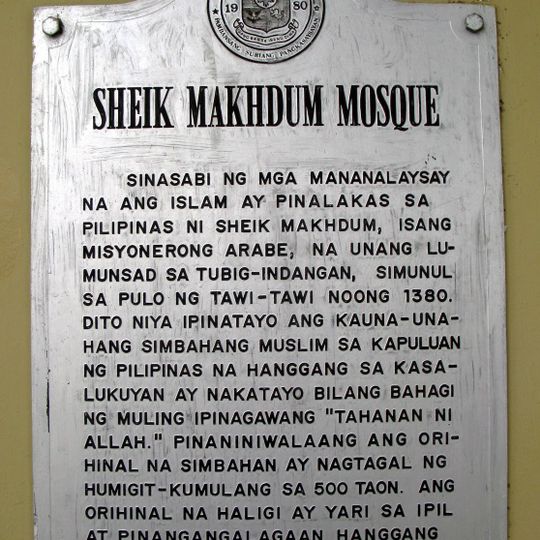 1980
PAMBANSANG SURIANG PANGKASAYSAYAN
SHEIK MAKHDUM MOSQUE
SINASABI NG MGA MANANALAYSAY
NA ANG ISLAM AY PINALAKAS SA
PILIPINAS NI SHEIK MAKHDUM, ISANG
MISYONERONG ARABE, NA UNANG LU-
MUNSAD SA TUBIG-INDANGAN, SIMUNUL
SA PULO NG TAWI-TAWI NOONG 1380.
DITO NIYA IPINATAYO ANG KAUNA-UNA-
HANG SIMBAHANG MUSLIM SA KAPULUAN
NG PILIPINAS NA HANGGANG SA KASA-
LUKUYAN AY NAKATAYO BILANG BAHAGI
NG MULING IPINAGAWANG "TAHANAN NI
ALLAH." PINANINIWALAANG ANG ORI-
HINAL NA SIMBAHAN AY NAGTAGAL NG
HUMIGIT-KUMULANG SA 500 TAON. ANG
ORIHINAL NA HALIGI AY YARI SA IPIL
AT PINANGANGALAGAAN HANGGANG